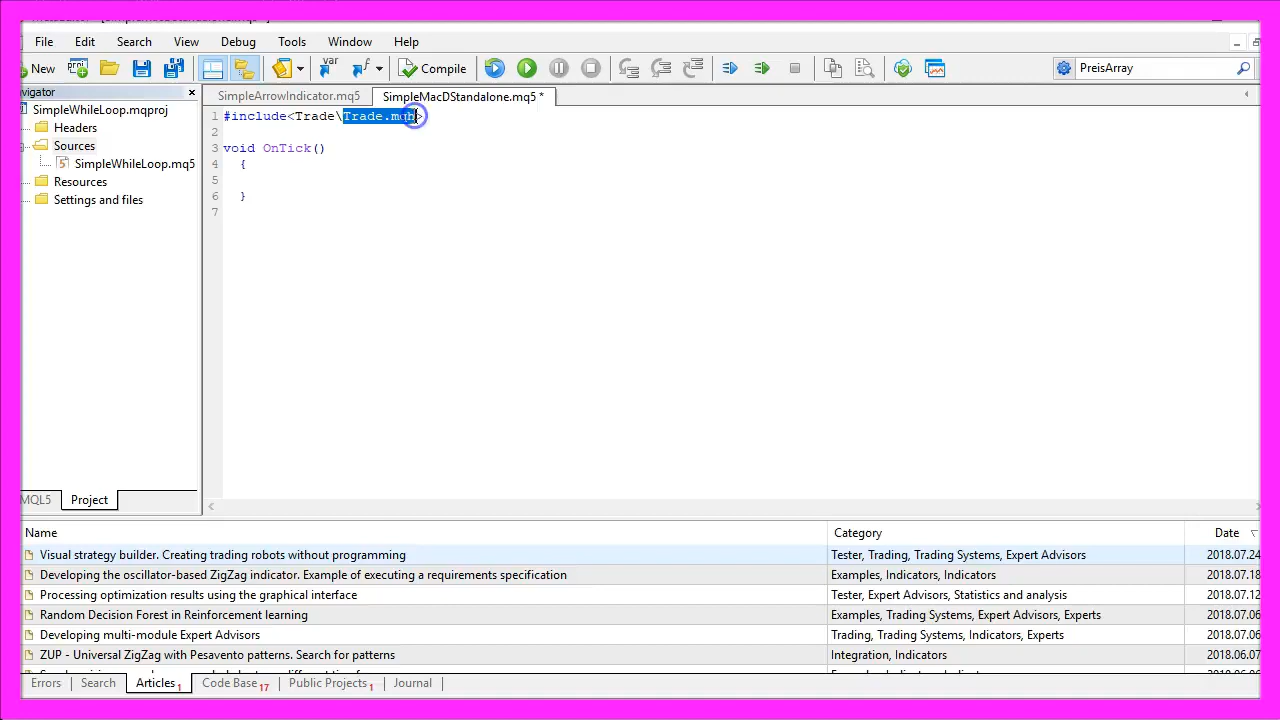 File Edit Search View Debug Tools Window Help
New Compile PreisArray
vigator
SimpleArrowIndicator.mq5 SimpleMacDStandalone.mq5 *
SimpleWhileLoop.mqproj
Headers
Sources
SimpleWhileLoop.mq5
Resources
Settings and files
1 #include<Trade\Trade.mqh>
2
3 void OnTick()
4 {
5
6 }
7
MQL5 Project
Name Category Date
Visual strategy builder. Creating trading robots without programming Tester, Trading, Trading Systems, Expert Advisors 2018.07.24
Developing the oscillator-based ZigZag indicator. Example of executing a requirements specification Examples, Indicators, Indicators 2018.07.18
Processing optimization results using the graphical interface Tester, Expert Advisors, Statistics and analysis 2018.07.12
Random Decision Forest in Reinforcement learning Examples, Trading Systems, Expert Advisors, Experts 2018.07.06
Developing multi-module Expert Advisors Trading, Trading Systems, Indicators, Experts 2018.07.06
ZUP - Universal ZigZag with Pesavento patterns. Search for patterns Integration, Indicators 2018.06.07
Errors Search Articles 1 Code Base 17 Public Projects 1 Journal